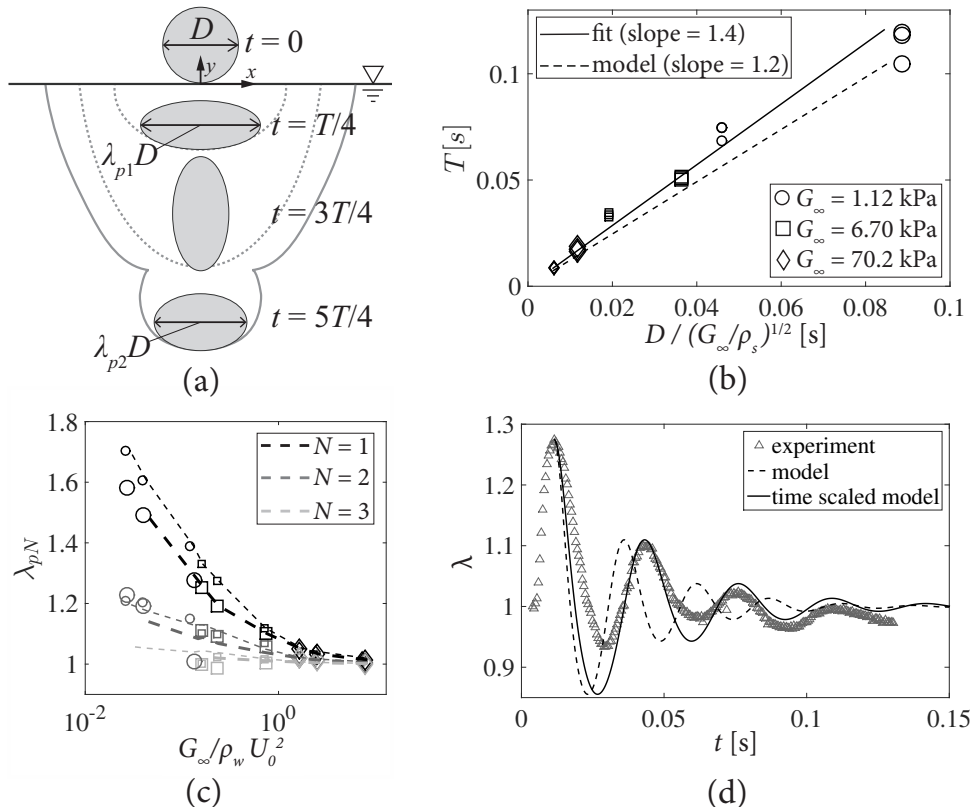 D
t = 0
y
x
t = T/4
λp1D
t = 3T/4
t = 5T/4
λp2D
(a)
T [s]
0.1
0.05
0
fit (slope = 1.4)
model (slope = 1.2)
G∞ = 1.12 kPa
G∞ = 6.70 kPa
G∞ = 70.2 kPa
0 0.02 0.04 0.06 0.08 0.1
D / (G∞/ρs)1/2 [s]
(b)
λpN
1.8
1.6
1.4
1.2
1
N = 1
N = 2
N = 3
10-2 100
G∞/ρwU02
(c)
λ
1.3
1.2
1.1
1
0.9
experiment
model
time scaled model
0 0.05 0.1 0.15
t [s]
(d)